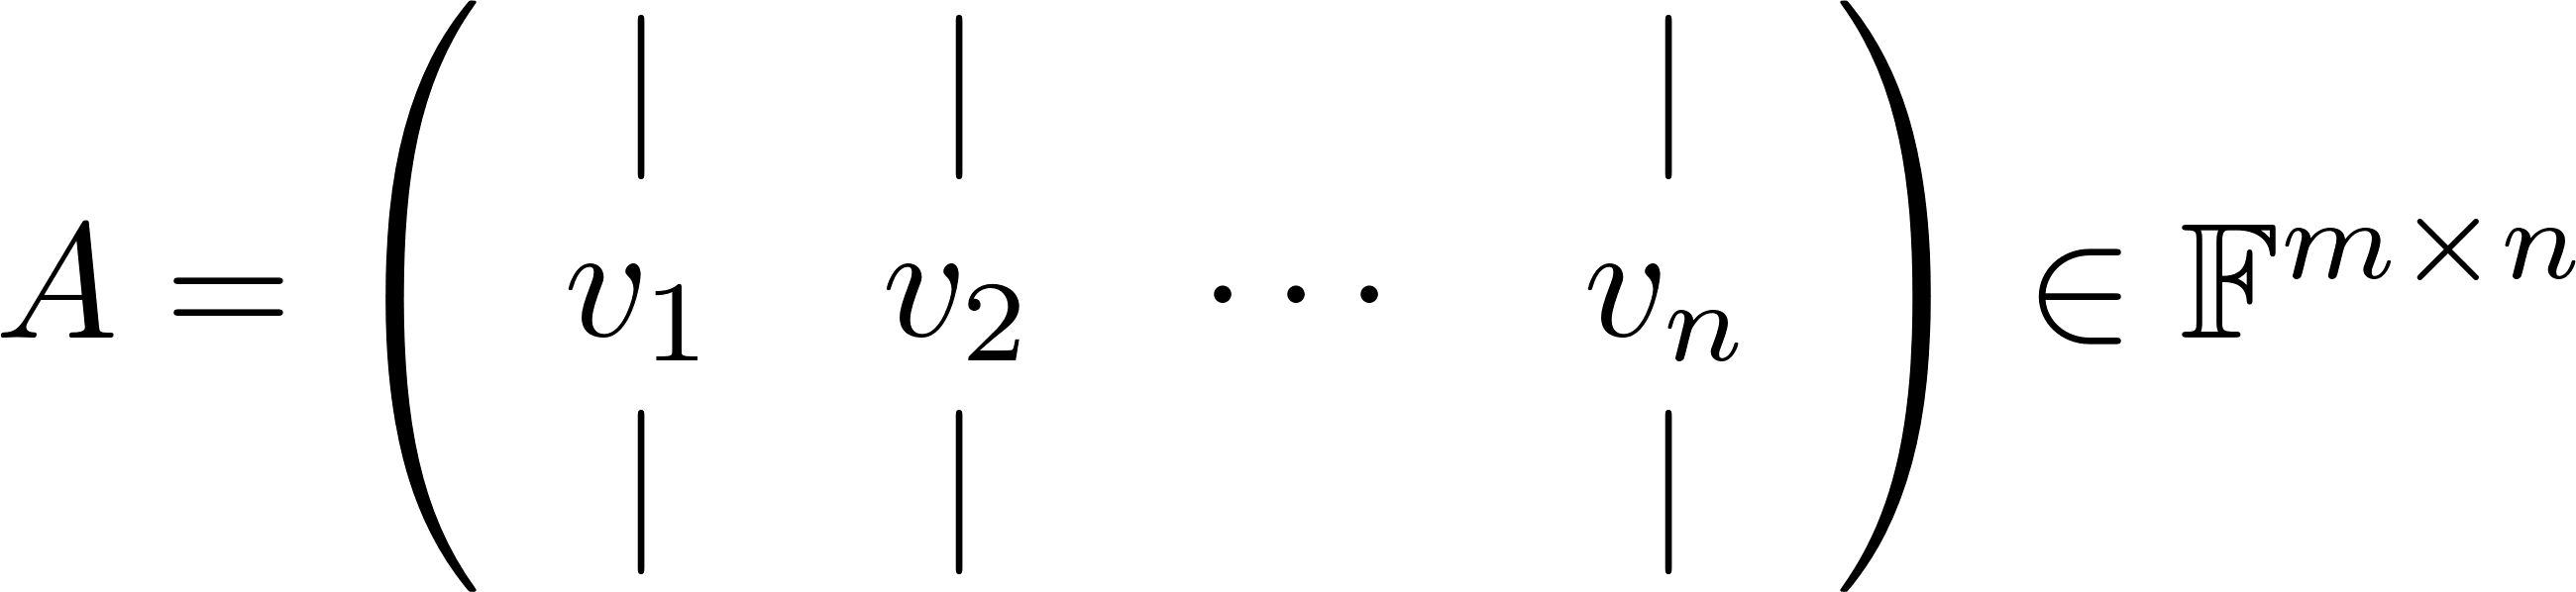 A = ( | | |
v₁ v₂ ⋯ vₙ
| | | ) ∈ 𝔽^{m×n}